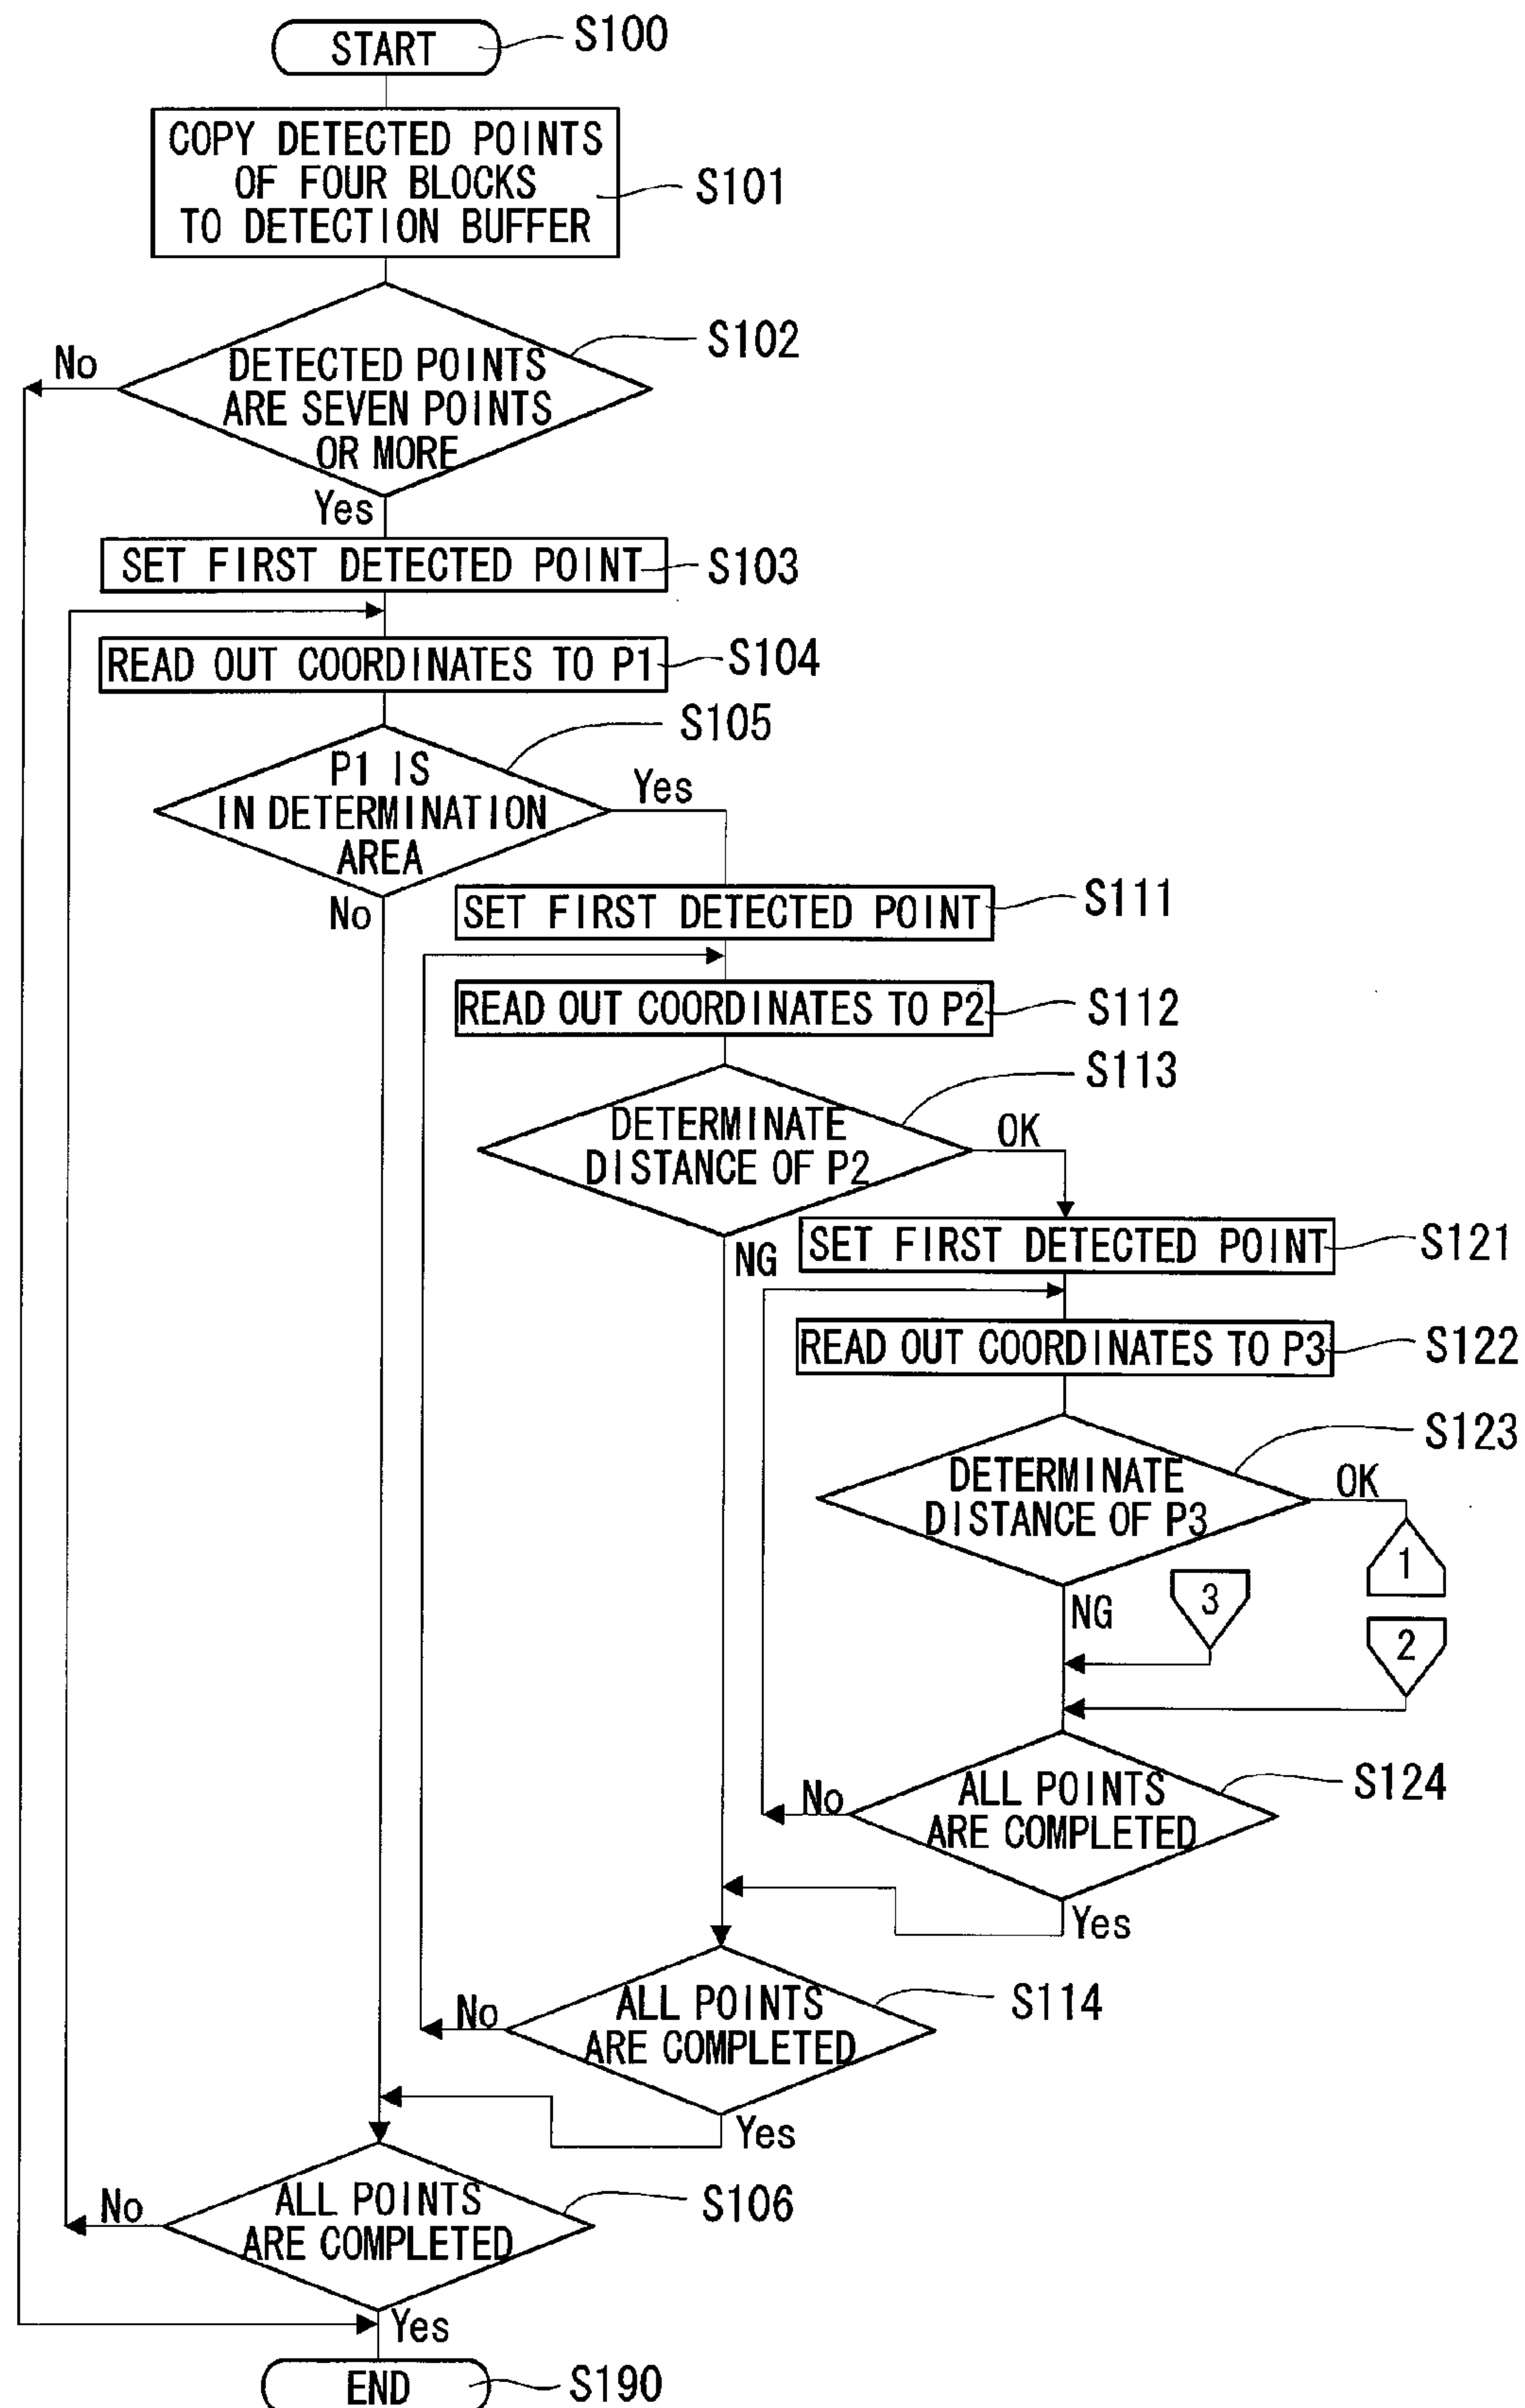 START
S100
COPY DETECTED POINTS
OF FOUR BLOCKS
TO DETECTION BUFFER
S101
DETECTED POINTS
ARE SEVEN POINTS
OR MORE
S102
No
Yes
SET FIRST DETECTED POINT
S103
READ OUT COORDINATES TO P1
S104
P1 IS
IN DETERMINATION
AREA
S105
Yes
No
SET FIRST DETECTED POINT
S111
READ OUT COORDINATES TO P2
S112
DETERMINATE
DISTANCE OF P2
S113
OK
NG
SET FIRST DETECTED POINT
S121
READ OUT COORDINATES TO P3
S122
DETERMINATE
DISTANCE OF P3
S123
OK
1
NG
3
2
ALL POINTS
ARE COMPLETED
S124
No
Yes
ALL POINTS
ARE COMPLETED
S114
No
Yes
ALL POINTS
ARE COMPLETED
S106
No
Yes
END
S190